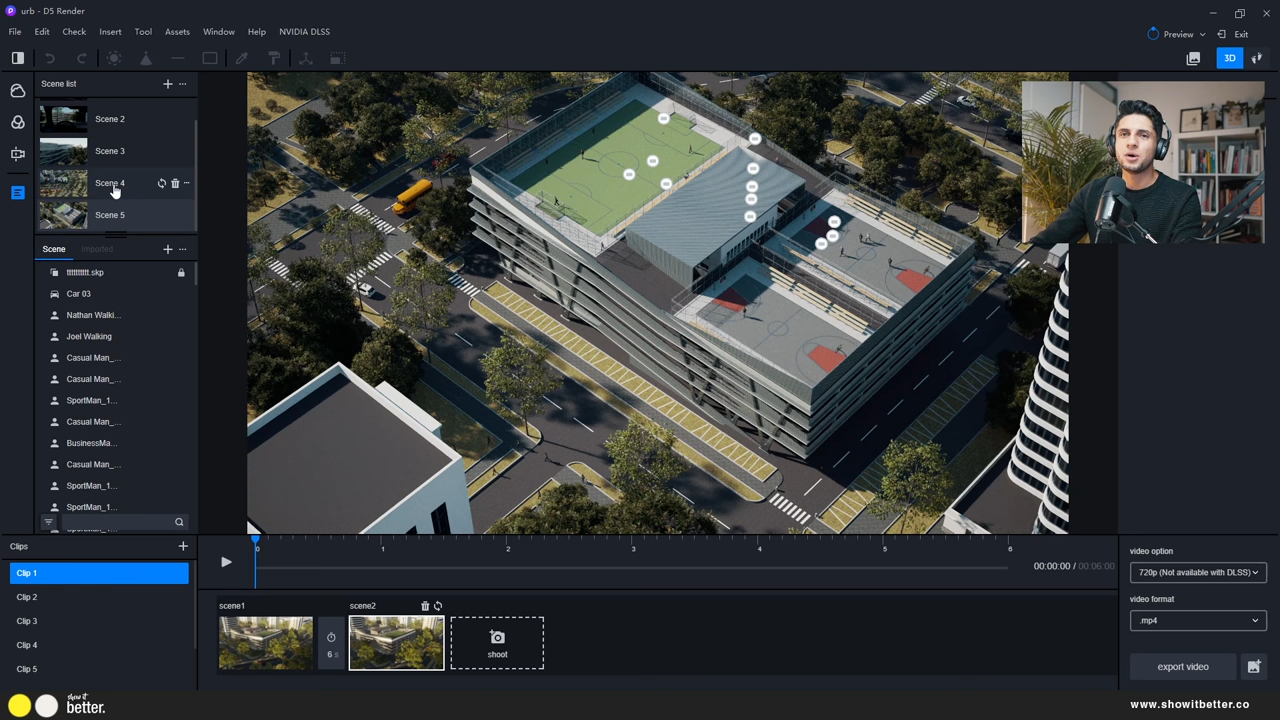 urb - D5 Render
File Edit Check Insert Tool Assets Window Help NVIDIA DLSS
Preview
Exit
3D
Scene list
Scene 2
Scene 3
Scene 4
Scene 5
Scene Imported
tttttttttt.skp
Car 03
Nathan Walki...
Joel Walking
Casual Man_...
Casual Man_...
SportMan_1...
Casual Man_...
BusinessMa...
Casual Man_...
SportMan_1...
SportMan_1...
Clips
Clip 1
Clip 2
Clip 3
Clip 4
Clip 5
0 1 2 3 4 5 6
00:00:00 / 00:06:00
scene1
6 s
scene2
shoot
video option
720p (Not available with DLSS)
video format
.mp4
export video
show it
better.
www.showitbetter.co